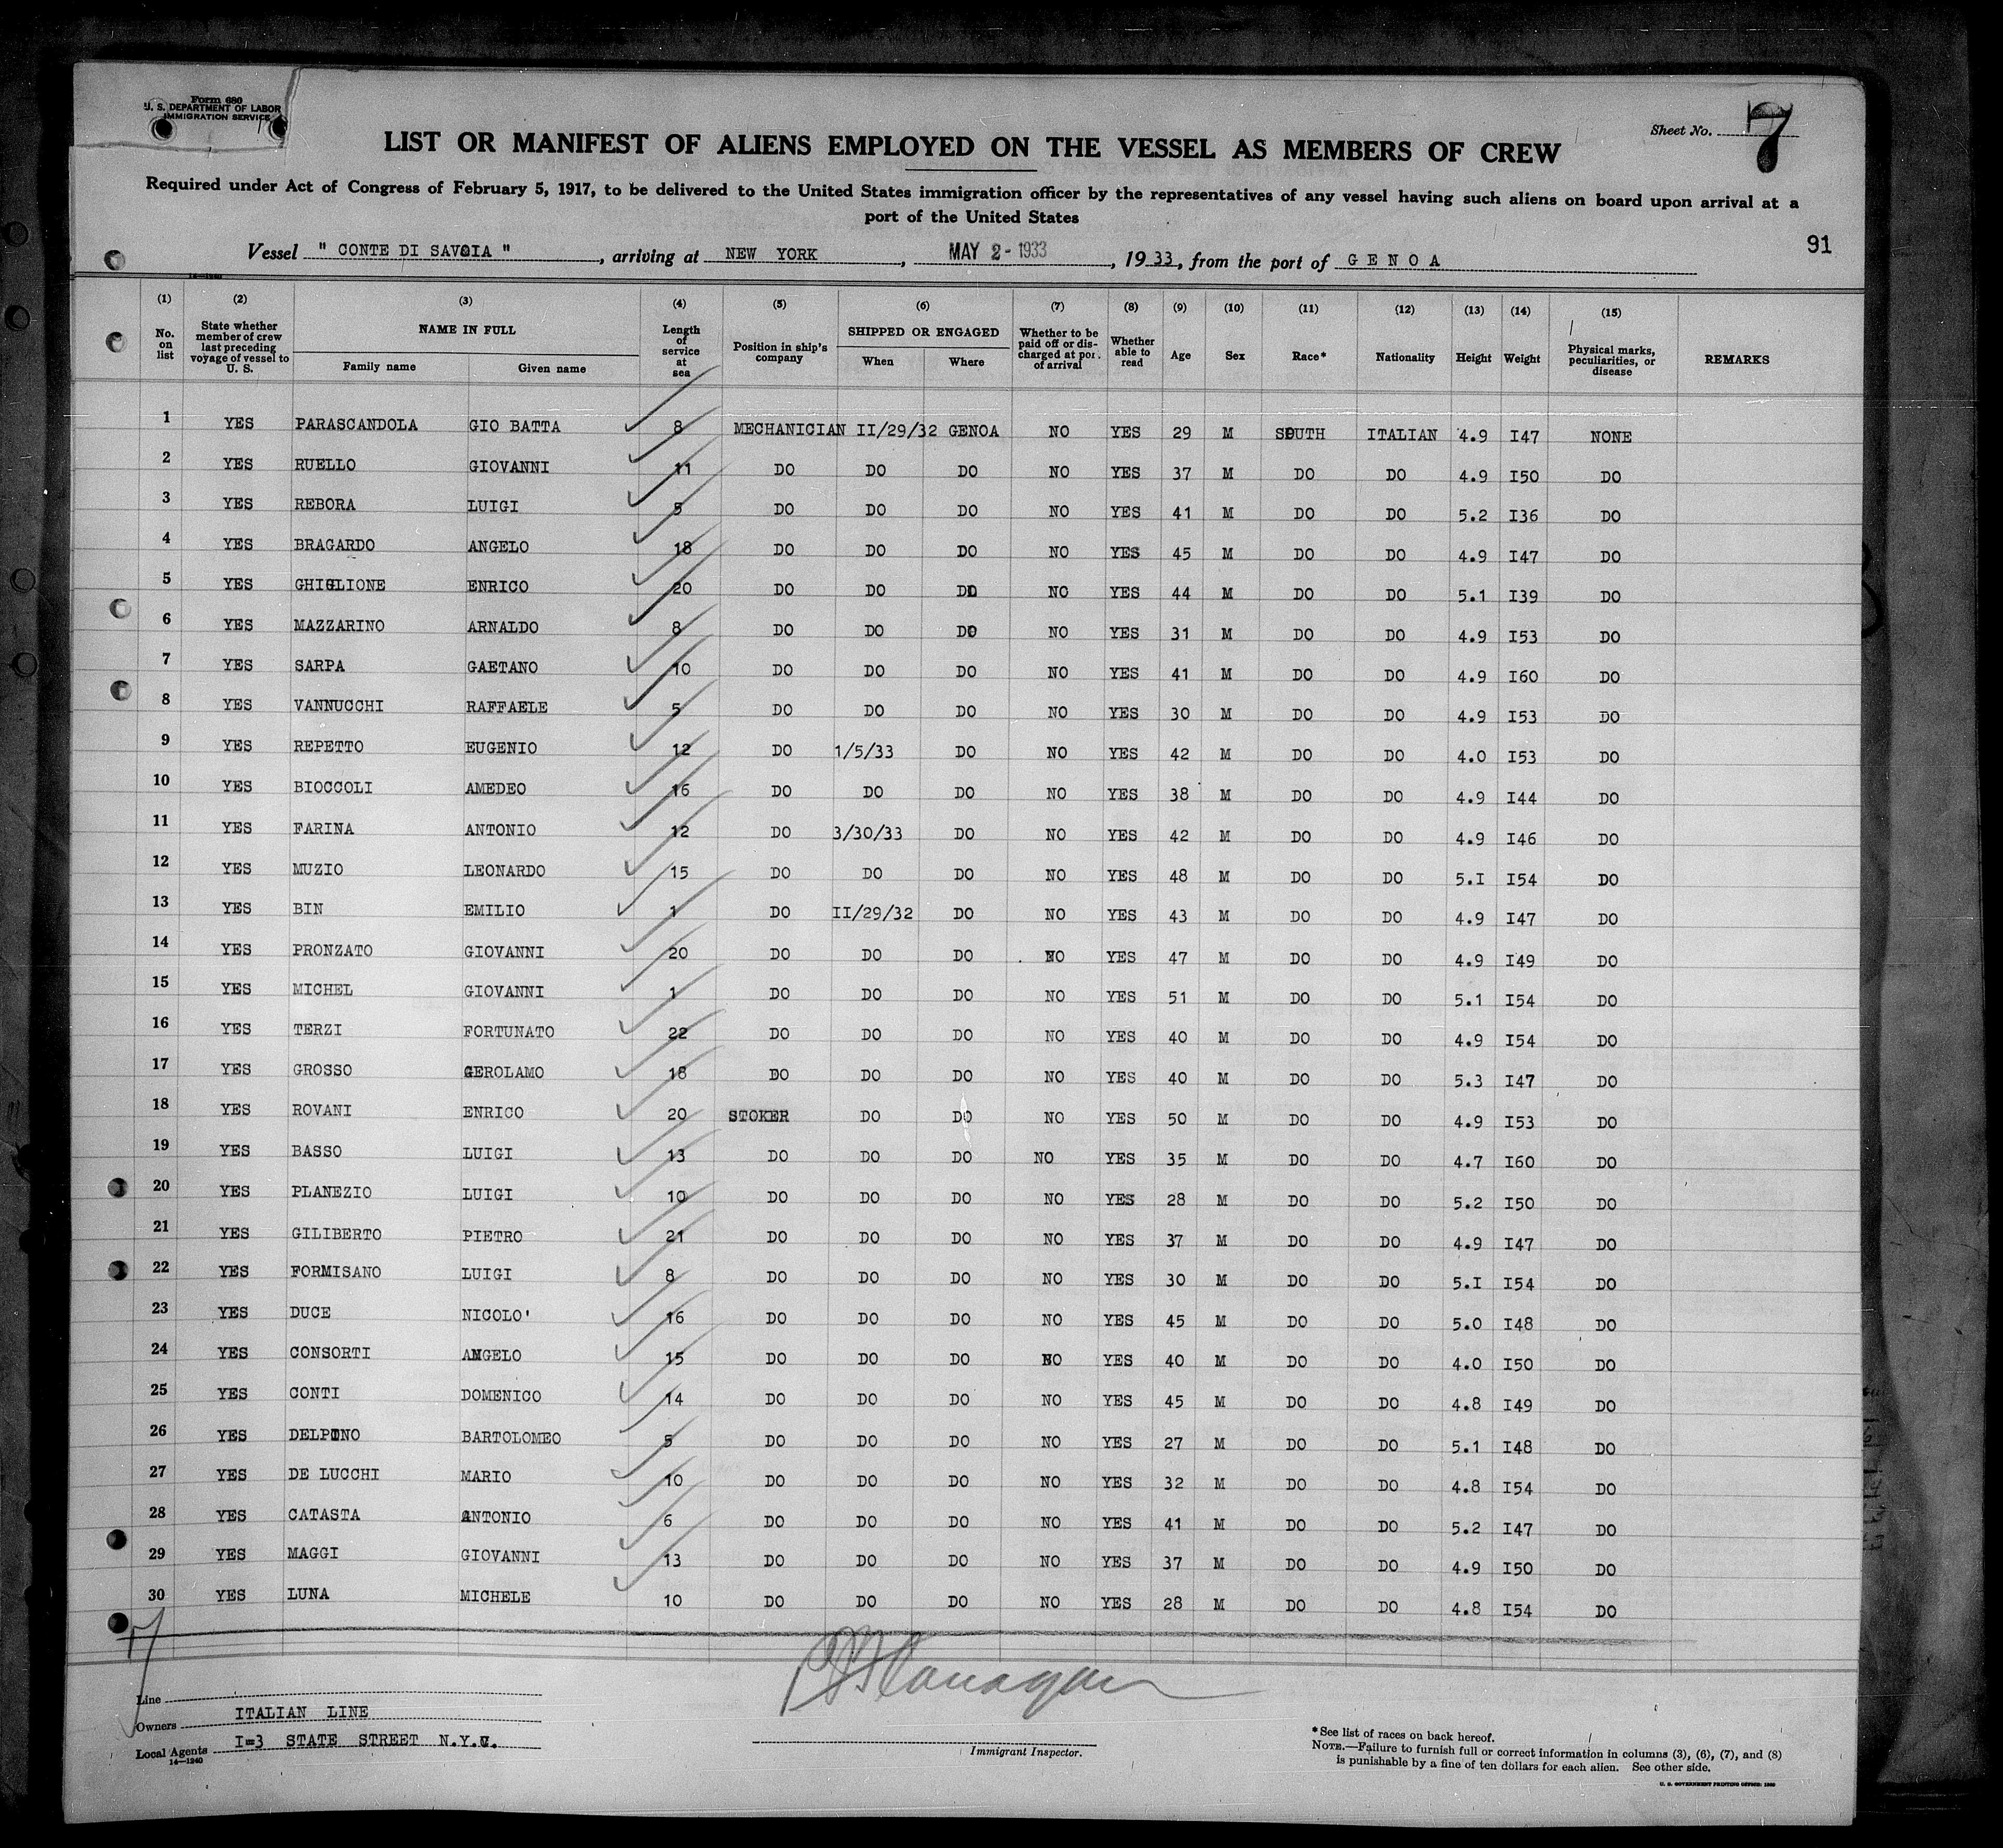 Form 680
U. S. DEPARTMENT OF LABOR
IMMIGRATION SERVICE
Sheet No. 7
LIST OR MANIFEST OF ALIENS EMPLOYED ON THE VESSEL AS MEMBERS OF CREW
Required under Act of Congress of February 5, 1917, to be delivered to the United States immigration officer by the representatives of any vessel having such aliens on board upon arrival at a
port of the United States
91
Vessel " CONTE DI SAVOIA ", arriving at NEW YORK, MAY 2-1933, 1933, from the port of GENOA
14-1240
(1) (2) (3) (4) (5) (6) (7) (8) (9) (10) (11) (12) (13) (14) (15)
No. on list State whether member of crew last preceding voyage of vessel to U. S. NAME IN FULL Family name Given name Length of service at sea Position in ship's company SHIPPED OR ENGAGED When Where Whether to be paid off or discharged at port of arrival Whether able to read Age Sex Race* Nationality Height Weight Physical marks, peculiarities, or disease REMARKS
1 YES PARASCANDOLA GIO BATTA 8 MECHANICIAN II/29/32 GENOA NO YES 29 M SOUTH ITALIAN 4.9 I47 NONE
2 YES RUELLO GIOVANNI 11 DO DO DO NO YES 37 M DO DO 4.9 I50 DO
3 YES REBORA LUIGI 5 DO DO DO NO YES 41 M DO DO 5.2 I36 DO
4 YES BRAGARDO ANGELO 18 DO DO DO NO YES 45 M DO DO 4.9 I47 DO
5 YES GHIGLIONE ENRICO 20 DO DO DO NO YES 44 M DO DO 5.1 I39 DO
6 YES MAZZARINO ARNALDO 8 DO DO DO NO YES 31 M DO DO 4.9 I53 DO
7 YES SARPA GAETANO 10 DO DO DO NO YES 41 M DO DO 4.9 I60 DO
8 YES VANNUCCHI RAFFAELE 5 DO DO DO NO YES 30 M DO DO 4.9 I53 DO
9 YES REPETTO EUGENIO 12 DO 1/5/33 DO NO YES 42 M DO DO 4.0 I53 DO
10 YES BIOCCOLI AMEDEO 16 DO DO DO NO YES 38 M DO DO 4.9 I44 DO
11 YES FARINA ANTONIO 12 DO 3/30/33 DO NO YES 42 M DO DO 4.9 I46 DO
12 YES MUZIO LEONARDO 15 DO DO DO NO YES 48 M DO DO 5.I I54 DO
13 YES BIN EMILIO 1 DO II/29/32 DO NO YES 43 M DO DO 4.9 I47 DO
14 YES PRONZATO GIOVANNI 20 DO DO DO NO YES 47 M DO DO 4.9 I49 DO
15 YES MICHEL GIOVANNI 1 DO DO DO NO YES 51 M DO DO 5.1 I54 DO
16 YES TERZI FORTUNATO 22 DO DO DO NO YES 40 M DO DO 4.9 I54 DO
17 YES GROSSO GEROLAMO 18 DO DO DO NO YES 40 M DO DO 5.3 I47 DO
18 YES ROVANI ENRICO 20 STOKER DO DO NO YES 50 M DO DO 4.9 I53 DO
19 YES BASSO LUIGI 13 DO DO DO NO YES 35 M DO DO 4.7 I60 DO
20 YES PLANEZIO LUIGI 10 DO DO DO NO YES 28 M DO DO 5.2 I50 DO
21 YES GILIBERTO PIETRO 21 DO DO DO NO YES 37 M DO DO 4.9 I47 DO
22 YES FORMISANO LUIGI 8 DO DO DO NO YES 30 M DO DO 5.I I54 DO
23 YES DUCE NICOLO' 16 DO DO DO NO YES 45 M DO DO 5.0 I48 DO
24 YES CONSORTI ANGELO 15 DO DO DO NO YES 40 M DO DO 4.0 I50 DO
25 YES CONTI DOMENICO 14 DO DO DO NO YES 45 M DO DO 4.8 I49 DO
26 YES DELPINO BARTOLOMEO 5 DO DO DO NO YES 27 M DO DO 5.1 I48 DO
27 YES DE LUCCHI MARIO 10 DO DO DO NO YES 32 M DO DO 4.8 I54 DO
28 YES CATASTA ANTONIO 6 DO DO DO NO YES 41 M DO DO 5.2 I47 DO
29 YES MAGGI GIOVANNI 13 DO DO DO NO YES 37 M DO DO 4.9 I50 DO
30 YES LUNA MICHELE 10 DO DO DO NO YES 28 M DO DO 4.8 I54 DO
Flanagan
Line
Owners ITALIAN LINE
Local Agents I=3 STATE STREET N.Y.C.
14-1240
Immigrant Inspector.
*See list of races on back hereof.
NOTE.—Failure to furnish full or correct information in columns (3), (6), (7), and (8)
is punishable by a fine of ten dollars for each alien. See other side.
U. S. GOVERNMENT PRINTING OFFICE: 1930